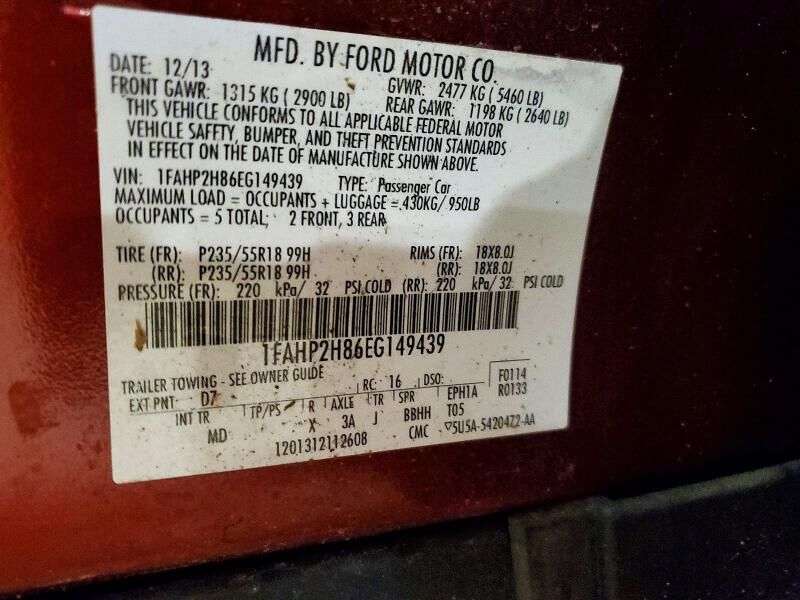 MFD. BY FORD MOTOR CO.
DATE: 12/13 GVWR: 2477 KG ( 5460 LB)
FRONT GAWR: 1315 KG ( 2900 LB) REAR GAWR: 1198 KG ( 2640 LB)
THIS VEHICLE CONFORMS TO ALL APPLICABLE FEDERAL MOTOR
VEHICLE SAFETY, BUMPER, AND THEFT PREVENTION STANDARDS
IN EFFECT ON THE DATE OF MANUFACTURE SHOWN ABOVE.
VIN: 1FAHP2H86EG149439 TYPE: Passenger Car
MAXIMUM LOAD = OCCUPANTS + LUGGAGE = 430KG/ 950LB
OCCUPANTS = 5 TOTAL; 2 FRONT, 3 REAR
TIRE (FR): P235/55R18 99H RIMS (FR): 18X8.0J
(RR): P235/55R18 99H (RR): 18X8.0J
PRESSURE (FR): 220 kPa/ 32 PSI COLD (RR): 220 kPa/ 32 PSI COLD
1FAHP2H86EG149439
TRAILER TOWING - SEE OWNER GUIDE
EXT PNT: D7 RC: 16 DSO: F0114
R0133
INT TR TP/PS R AXLE TR SPR EPH1A
MD X 3A J BBHH T05
1201312112608 CMC ▽5U5A-54204Z2-AA